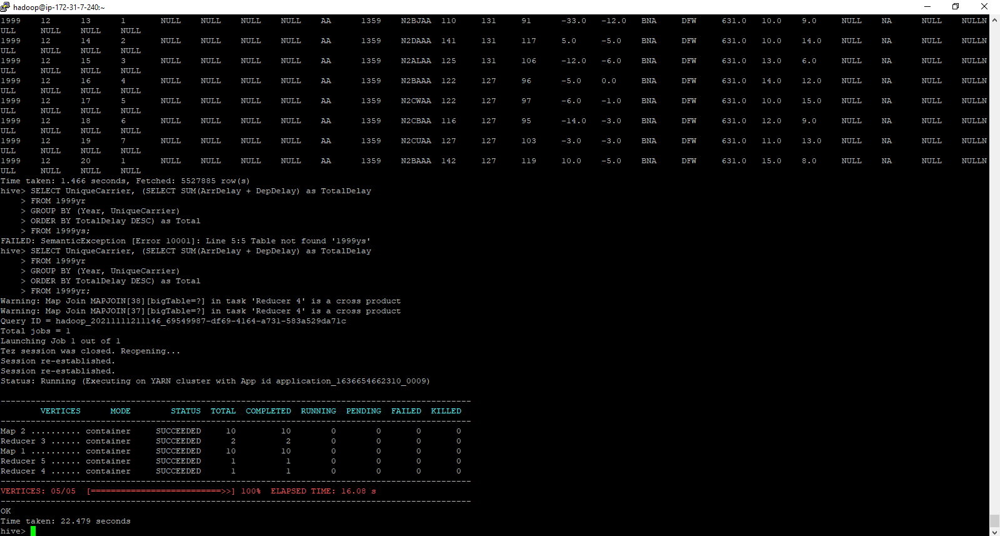 hadoop@ip-172-31-7-240:~
1999 12 13 1 NULL NULL NULL NULL AA 1359 N2BJAA 110 131 91 -33.0 -12.0 BNA DFW 631.0 10.0 9.0 NULL NA NULL NULLN
ULL NULL NULL NULL
1999 12 14 2 NULL NULL NULL NULL AA 1359 N2DAAA 141 131 117 5.0 -5.0 BNA DFW 631.0 10.0 14.0 NULL NA NULL NULLN
ULL NULL NULL NULL
1999 12 15 3 NULL NULL NULL NULL AA 1359 N2ALAA 125 131 106 -12.0 -6.0 BNA DFW 631.0 13.0 6.0 NULL NA NULL NULLN
ULL NULL NULL NULL
1999 12 16 4 NULL NULL NULL NULL AA 1359 N2BAAA 122 127 96 -5.0 0.0 BNA DFW 631.0 14.0 12.0 NULL NA NULL NULLN
ULL NULL NULL NULL
1999 12 17 5 NULL NULL NULL NULL AA 1359 N2CWAA 122 127 97 -6.0 -1.0 BNA DFW 631.0 10.0 15.0 NULL NA NULL NULLN
ULL NULL NULL NULL
1999 12 18 6 NULL NULL NULL NULL AA 1359 N2CBAA 116 127 95 -14.0 -3.0 BNA DFW 631.0 12.0 9.0 NULL NA NULL NULLN
ULL NULL NULL NULL
1999 12 19 7 NULL NULL NULL NULL AA 1359 N2CUAA 127 127 103 -3.0 -3.0 BNA DFW 631.0 11.0 13.0 NULL NA NULL NULLN
ULL NULL NULL NULL
1999 12 20 1 NULL NULL NULL NULL AA 1359 N2BAAA 142 127 119 10.0 -5.0 BNA DFW 631.0 15.0 8.0 NULL NA NULL NULLN
ULL NULL NULL NULL
Time taken: 1.466 seconds, Fetched: 5527885 row(s)
hive> SELECT UniqueCarrier, (SELECT SUM(ArrDelay + DepDelay) as TotalDelay
    > FROM 1999yr
    > GROUP BY (Year, UniqueCarrier)
    > ORDER BY TotalDelay DESC) as Total
    > FROM 1999ys;
FAILED: SemanticException [Error 10001]: Line 5:5 Table not found '1999ys'
hive> SELECT UniqueCarrier, (SELECT SUM(ArrDelay + DepDelay) as TotalDelay
    > FROM 1999yr
    > GROUP BY (Year, UniqueCarrier)
    > ORDER BY TotalDelay DESC) as Total
    > FROM 1999yr;
Warning: Map Join MAPJOIN[38][bigTable=?] in task 'Reducer 4' is a cross product
Warning: Map Join MAPJOIN[37][bigTable=?] in task 'Reducer 4' is a cross product
Query ID = hadoop_20211111211146_69549987-df69-4164-a731-583a529da71c
Total jobs = 1
Launching Job 1 out of 1
Tez session was closed. Reopening...
Session re-established.
Session re-established.
Status: Running (Executing on YARN cluster with App id application_1636654662310_0009)
----------------------------------------------------------------------------------------------
VERTICES MODE STATUS TOTAL COMPLETED RUNNING PENDING FAILED KILLED
----------------------------------------------------------------------------------------------
Map 2 .......... container SUCCEEDED 10 10 0 0 0 0
Reducer 3 ...... container SUCCEEDED 2 2 0 0 0 0
Map 1 .......... container SUCCEEDED 10 10 0 0 0 0
Reducer 5 ...... container SUCCEEDED 1 1 0 0 0 0
Reducer 4 ...... container SUCCEEDED 1 1 0 0 0 0
----------------------------------------------------------------------------------------------
VERTICES: 05/05 [==========================>>] 100% ELAPSED TIME: 16.08 s
----------------------------------------------------------------------------------------------
OK
Time taken: 22.479 seconds
hive>